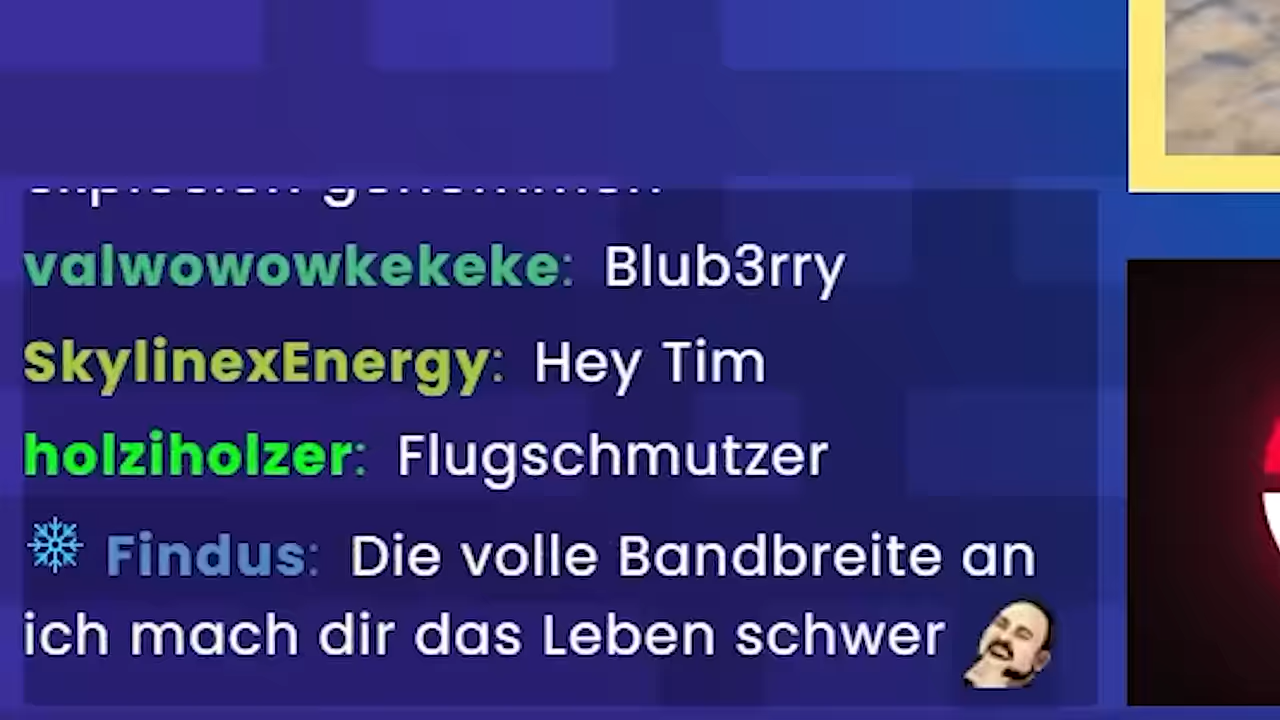 valwowowkekeke: Blub3rry
SkylinexEnergy: Hey Tim
holziholzer: Flugschmutzer
Findus: Die volle Bandbreite an
ich mach dir das Leben schwer